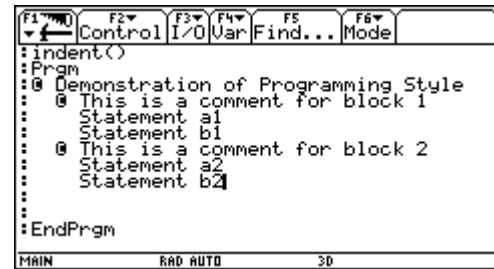 F1 F2 F3 F4 F5 F6
Control I/O Var Find... Mode
:indent()
:Prgm
:© Demonstration of Programming Style
:  © This is a comment for block 1
:    Statement a1
:    Statement b1
:  © This is a comment for block 2
:    Statement a2
:    Statement b2
:
:
:EndPrgm
MAIN RAD AUTO 3D